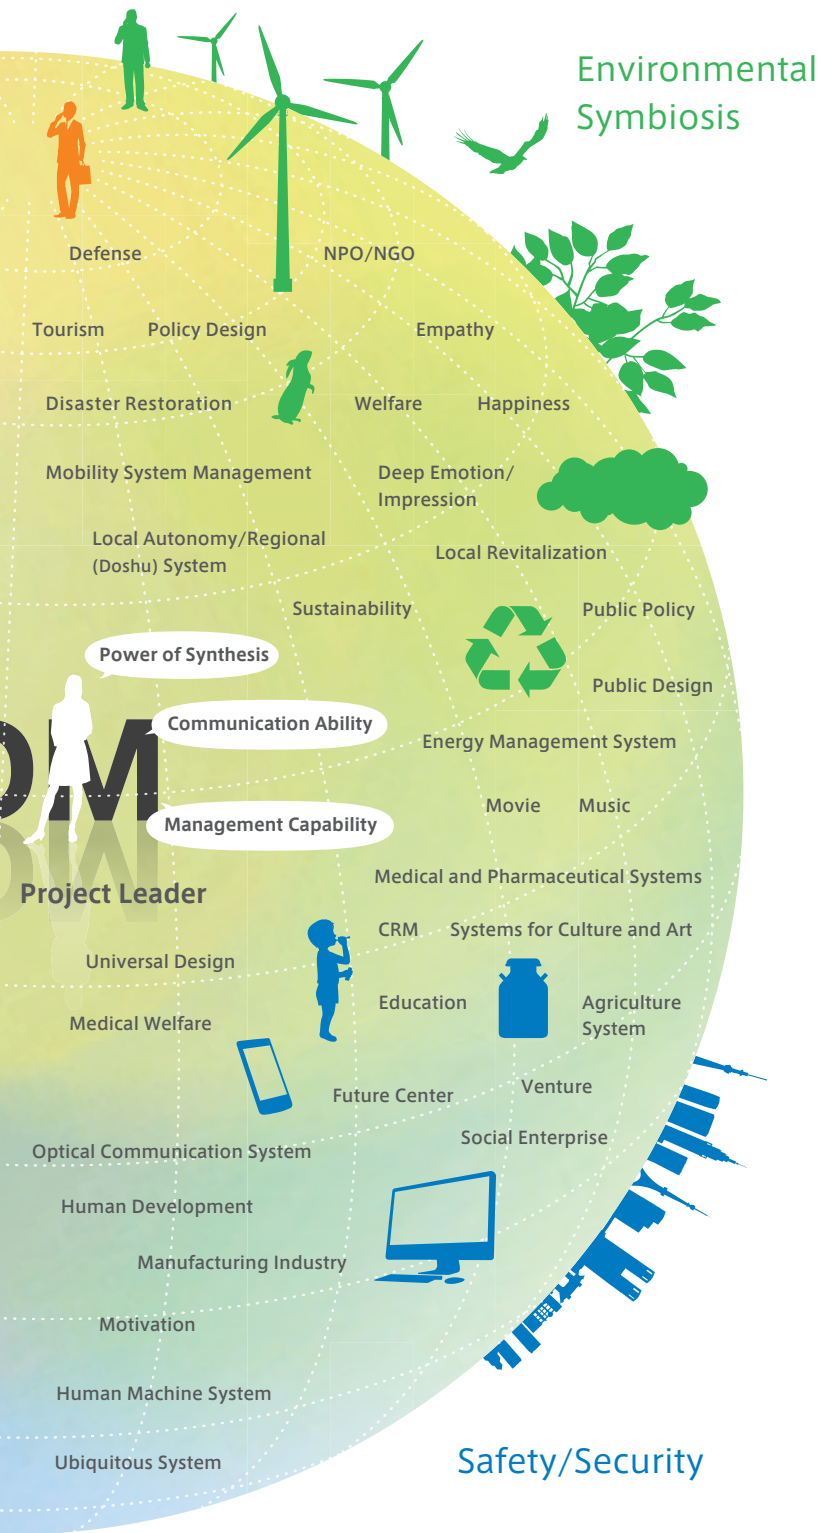 Environmental
Symbiosis
Defense
NPO/NGO
Tourism
Policy Design
Empathy
Disaster Restoration
Welfare
Happiness
Mobility System Management
Deep Emotion/
Impression
Local Autonomy/Regional
(Doshu) System
Local Revitalization
Sustainability
Public Policy
Power of Synthesis
Public Design
Communication Ability
Energy Management System
DM
Movie
Music
Management Capability
Medical and Pharmaceutical Systems
Project Leader
CRM
Systems for Culture and Art
Universal Design
Education
Agriculture
System
Medical Welfare
Future Center
Venture
Social Enterprise
Optical Communication System
Human Development
Manufacturing Industry
Motivation
Human Machine System
Ubiquitous System
Safety/Security